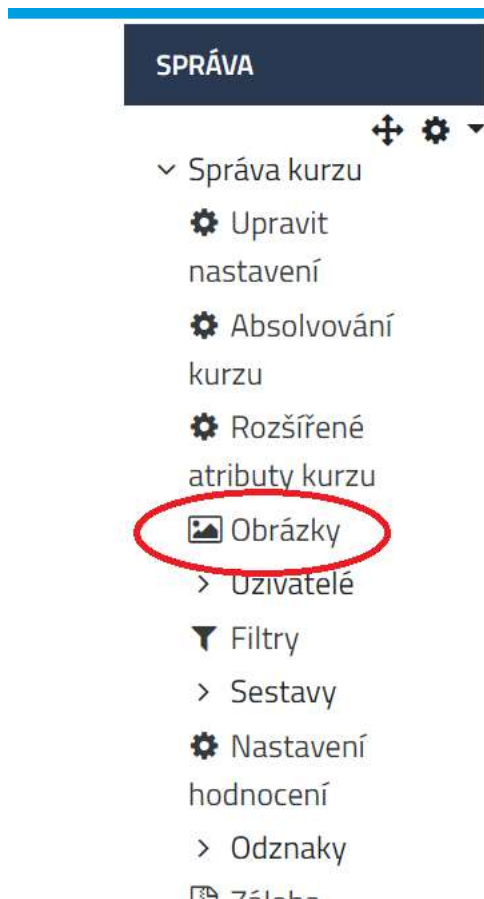 SPRÁVA
Správa kurzu
Upravit
nastavení
Absolvování
kurzu
Rozšířené
atributy kurzu
Obrázky
Uživatelé
Filtry
Sestavy
Nastavení
hodnocení
Odznaky